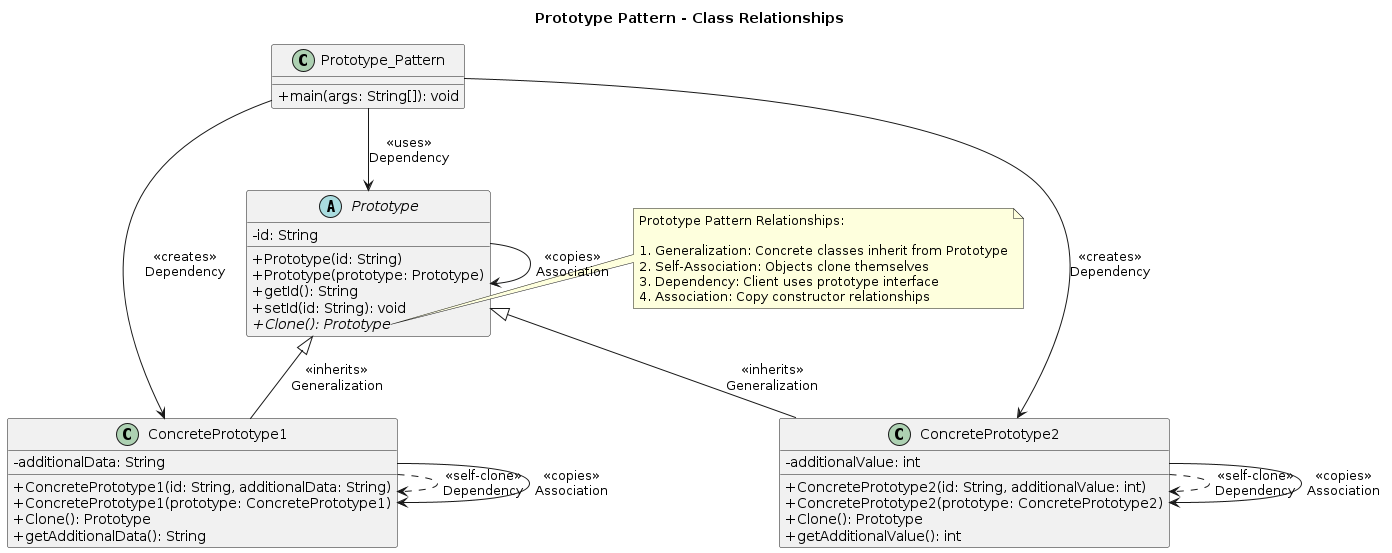 Prototype Pattern - Class Relationships
C Prototype_Pattern
+main(args: String[]): void
«uses»
Dependency
«creates»
Dependency
«creates»
Dependency
A Prototype
-id: String
+Prototype(id: String)
+Prototype(prototype: Prototype)
+getId(): String
+setId(id: String): void
+Clone(): Prototype
«copies»
Association
Prototype Pattern Relationships:
1. Generalization: Concrete classes inherit from Prototype
2. Self-Association: Objects clone themselves
3. Dependency: Client uses prototype interface
4. Association: Copy constructor relationships
«inherits»
Generalization
«inherits»
Generalization
C ConcretePrototype1
-additionalData: String
+ConcretePrototype1(id: String, additionalData: String)
+ConcretePrototype1(prototype: ConcretePrototype1)
+Clone(): Prototype
+getAdditionalData(): String
«self-clone»
Dependency
«copies»
Association
C ConcretePrototype2
-additionalValue: int
+ConcretePrototype2(id: String, additionalValue: int)
+ConcretePrototype2(prototype: ConcretePrototype2)
+Clone(): Prototype
+getAdditionalValue(): int
«self-clone»
Dependency
«copies»
Association